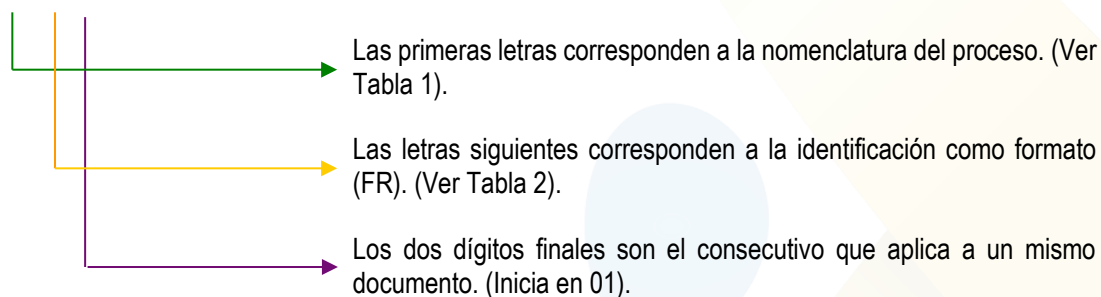 Las primeras letras corresponden a la nomenclatura del proceso. (Ver
Tabla 1).
Las letras siguientes corresponden a la identificación como formato
(FR). (Ver Tabla 2).
Los dos dígitos finales son el consecutivo que aplica a un mismo
documento. (Inicia en 01).